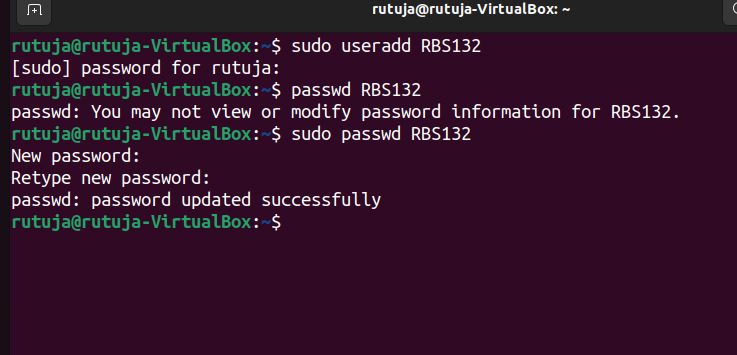 rutuja@rutuja-VirtualBox: ~
rutuja@rutuja-VirtualBox:~$ sudo useradd RBS132
[sudo] password for rutuja:
rutuja@rutuja-VirtualBox:~$ passwd RBS132
passwd: You may not view or modify password information for RBS132.
rutuja@rutuja-VirtualBox:~$ sudo passwd RBS132
New password:
Retype new password:
passwd: password updated successfully
rutuja@rutuja-VirtualBox:~$